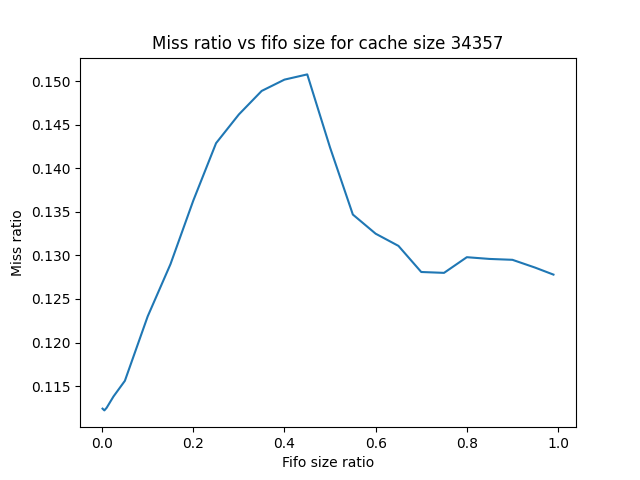 Miss ratio vs fifo size for cache size 34357
0.150
0.145
0.140
0.135
0.130
0.125
0.120
0.115
Miss ratio
0.0 0.2 0.4 0.6 0.8 1.0
Fifo size ratio